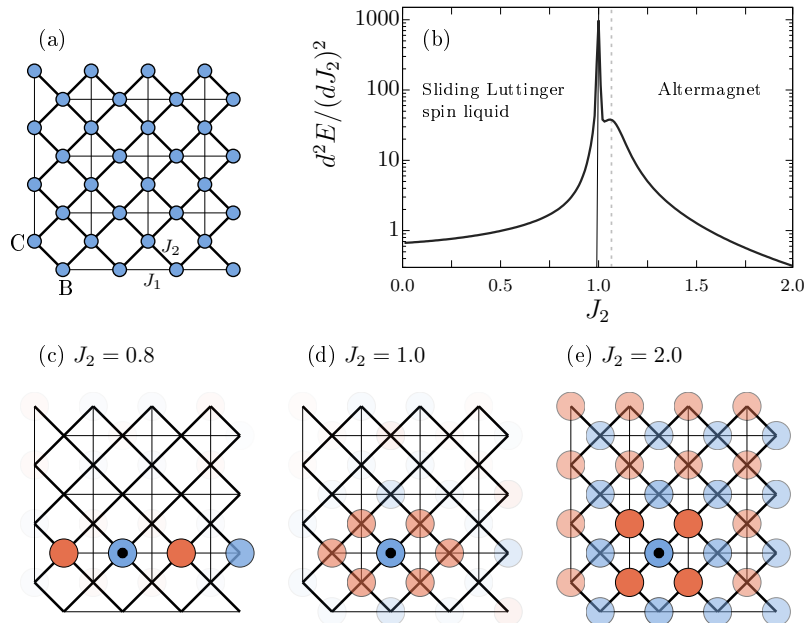 (a)
C
B
J₂
J₁
(b)
d²E/(dJ₂)²
1000
100
10
1
Sliding Luttinger
spin liquid
Altermagnet
0.0
0.5
1.0
1.5
2.0
J₂
(c) J₂ = 0.8
(d) J₂ = 1.0
(e) J₂ = 2.0